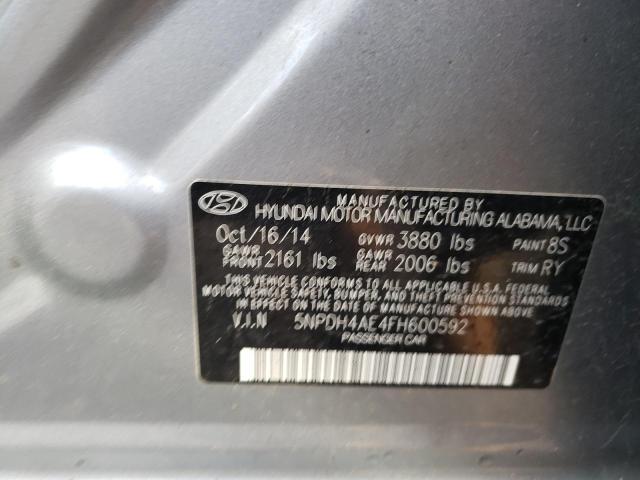 MANUFACTURED BY
HYUNDAI MOTOR MANUFACTURING ALABAMA, LLC
Oct/16/14 GVWR 3880 lbs PAINT 8S
GAWR FRONT 2161 lbs GAWR REAR 2006 lbs TRIM RY
THIS VEHICLE CONFORMS TO ALL APPLICABLE U.S.A. FEDERAL
MOTOR VEHICLE SAFETY, BUMPER, AND THEFT PREVENTION STANDARDS
IN EFFECT ON THE DATE OF MANUFACTURE SHOWN ABOVE.
V.I.N 5NPDH4AE4FH600592
PASSENGER CAR